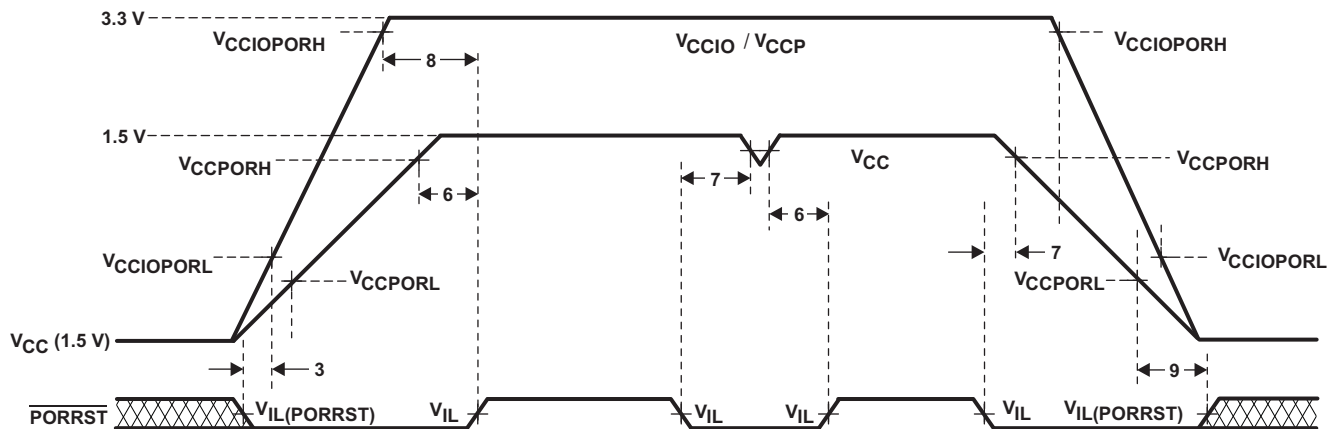 3.3 V
VCCIOPORH
VCCIO / VCCP
VCCIOPORH
8
1.5 V
VCCPORH
VCC
VCCPORH
7
6
6
7
VCCIOPORL
VCCPORL
VCCPORL
VCCIOPORL
VCC (1.5 V)
3
9
PORRST
VIL(PORRST)
VIL
VIL
VIL
VIL
VIL(PORRST)